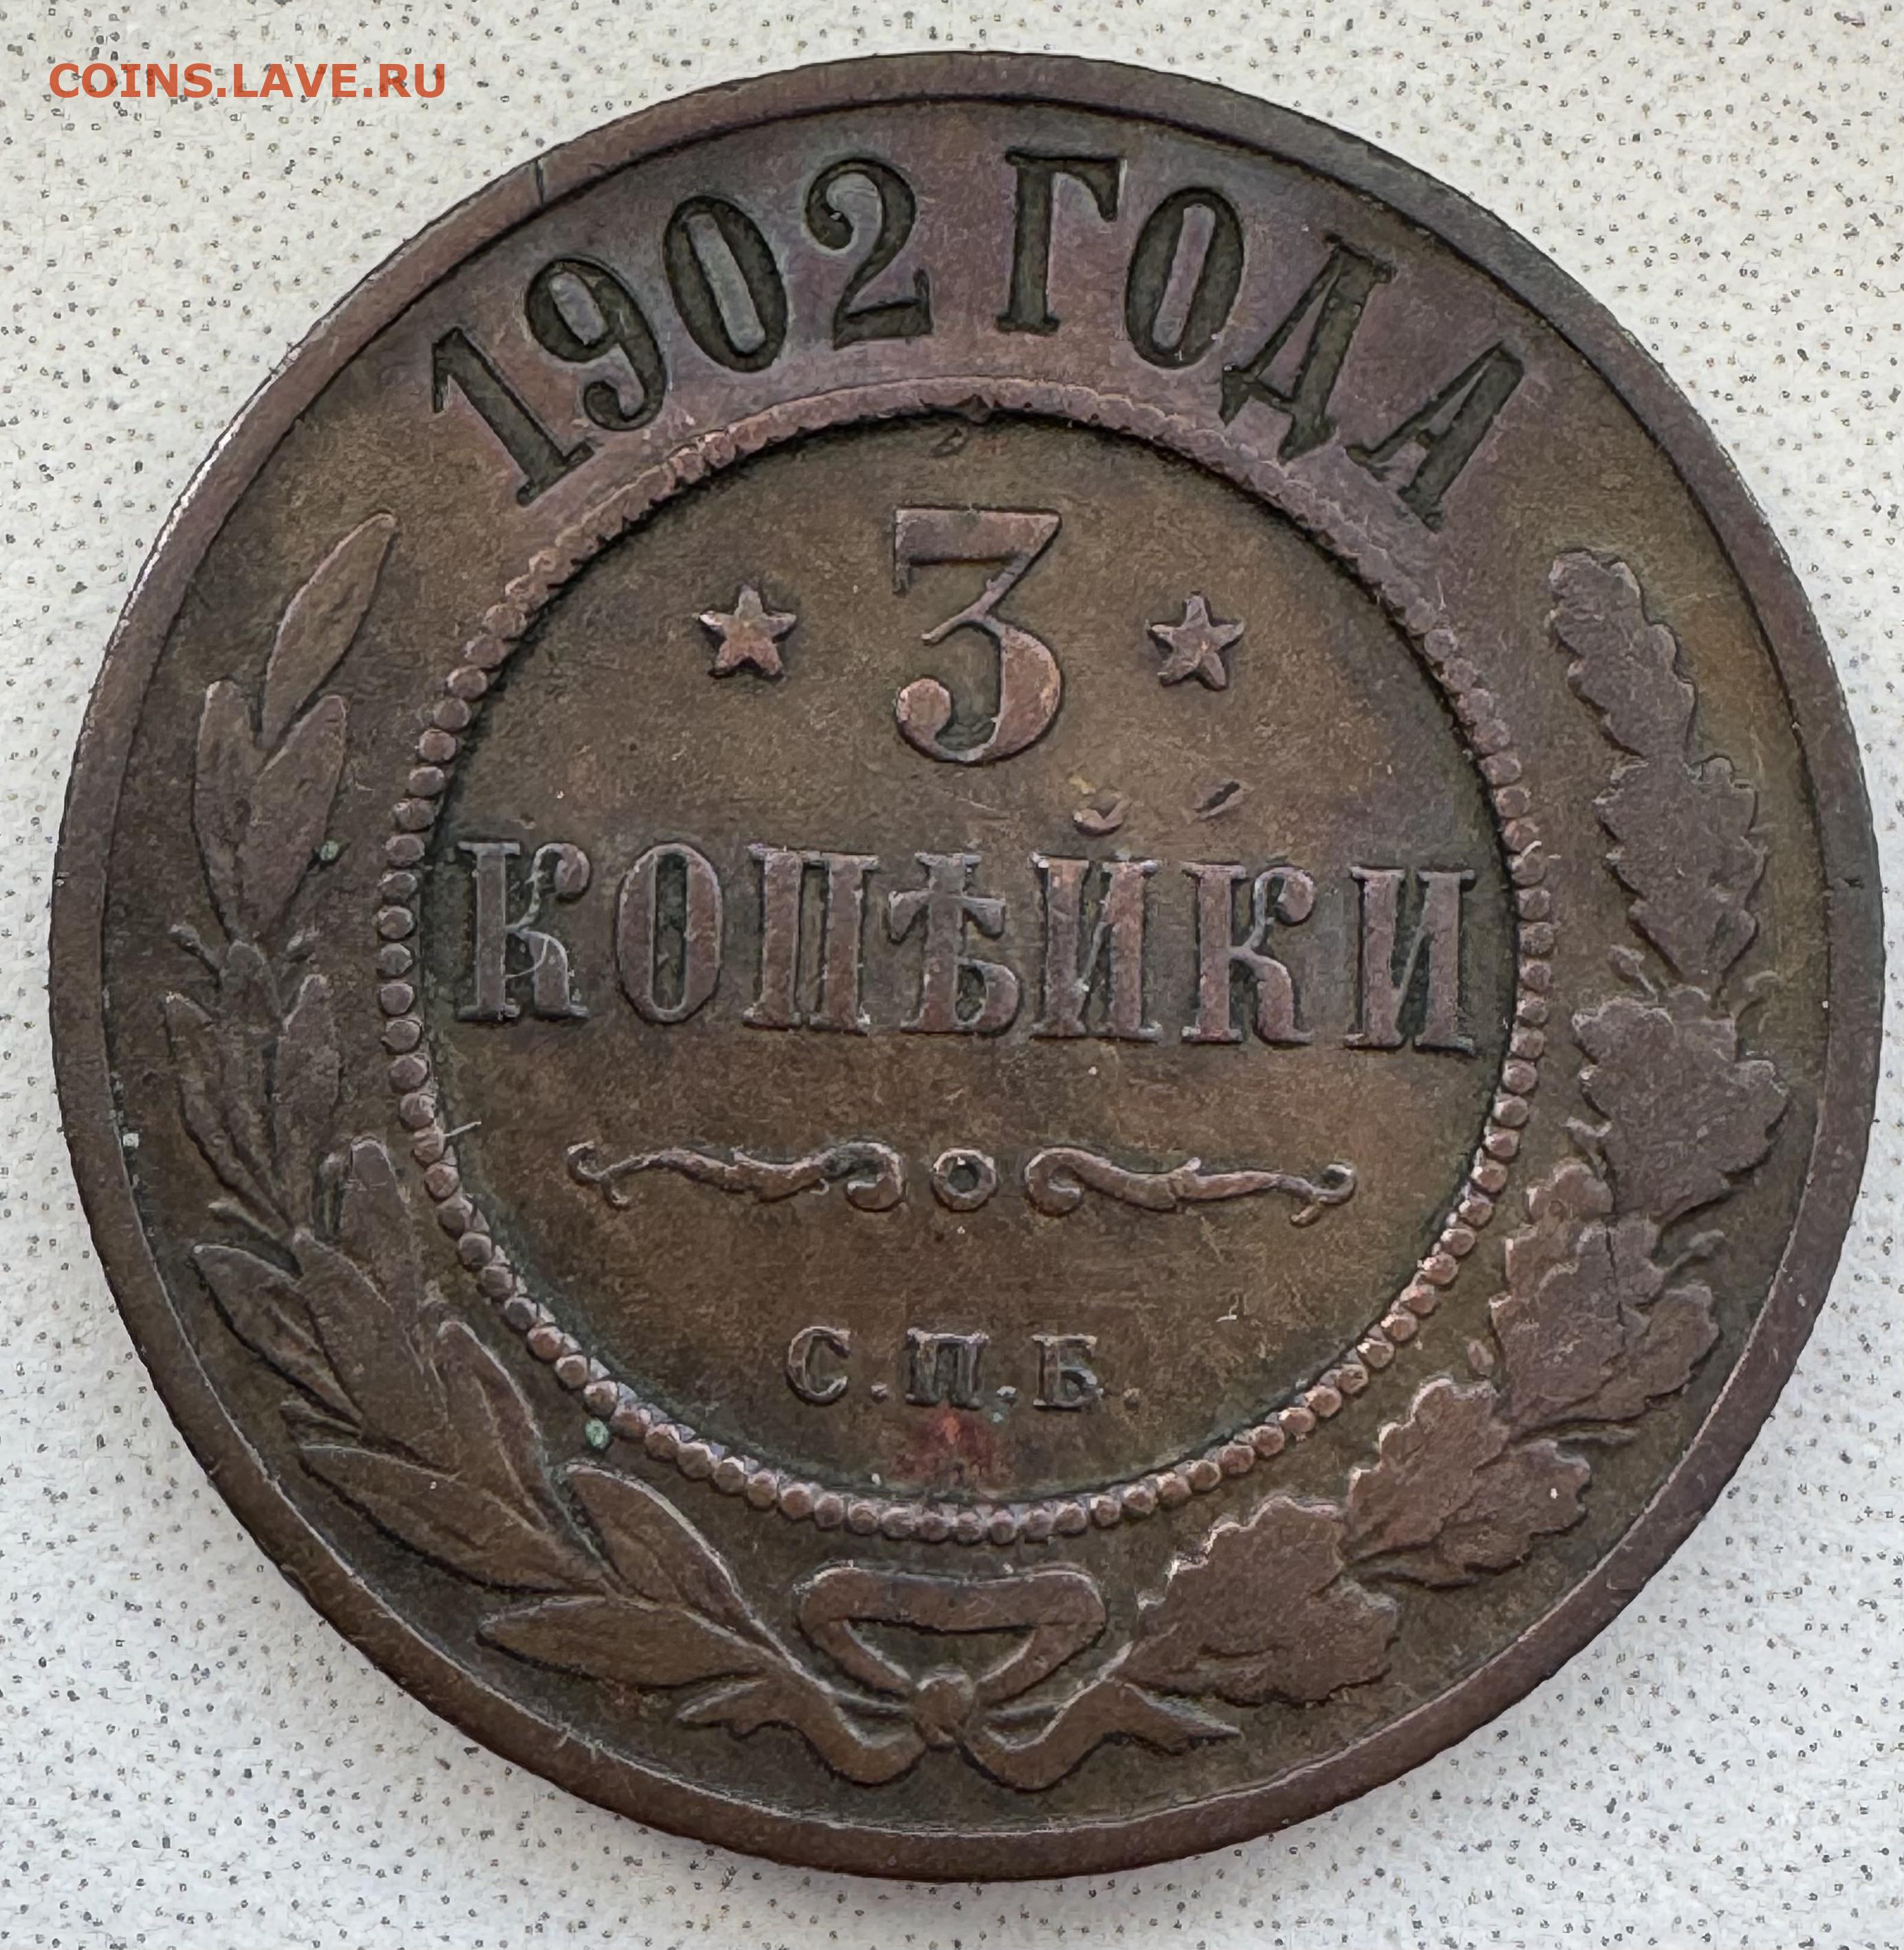 COINS.LAVE.RU
1902 ГОДА
3
КОПѢЙКИ
С.П.Б.